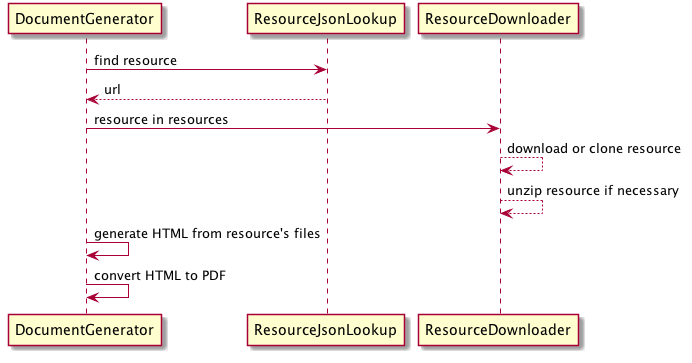 DocumentGenerator
ResourceJsonLookup
ResourceDownloader
find resource
url
resource in resources
download or clone resource
unzip resource if necessary
generate HTML from resource's files
convert HTML to PDF
DocumentGenerator
ResourceJsonLookup
ResourceDownloader